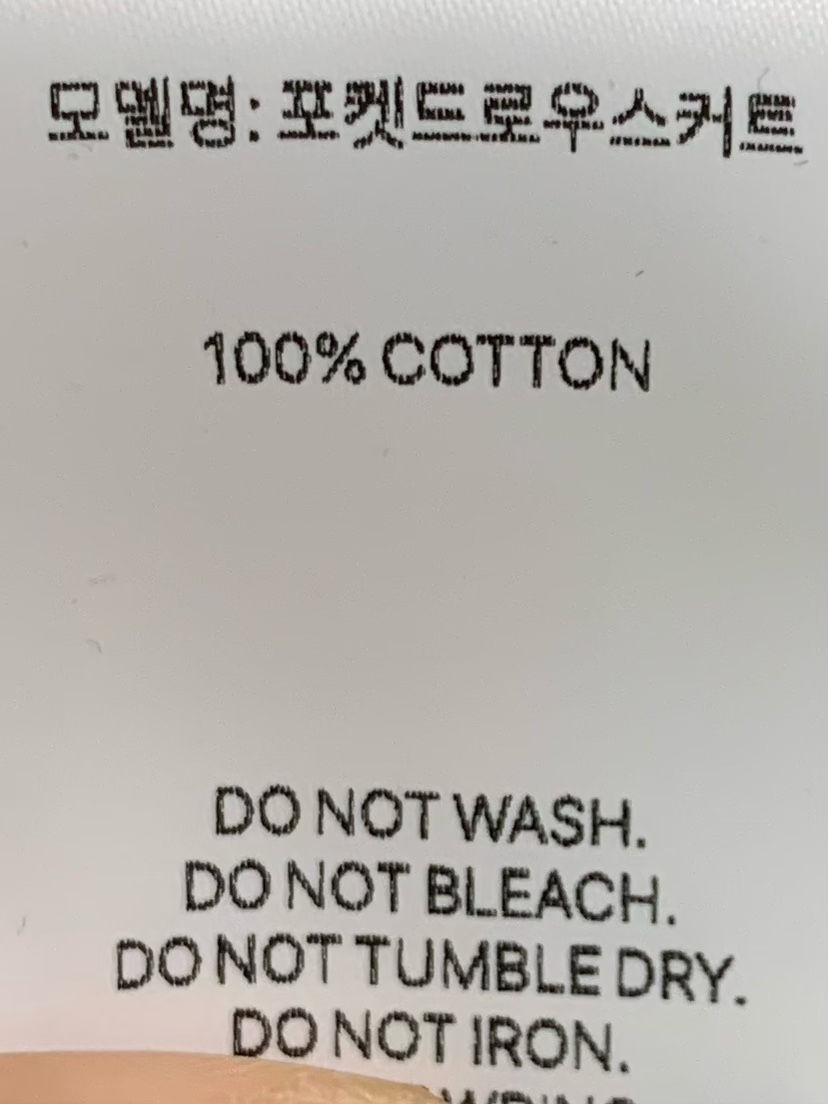 모델명: 포켓드로우스커트
100% COTTON
DO NOT WASH.
DO NOT BLEACH.
DO NOT TUMBLE DRY.
DO NOT IRON.